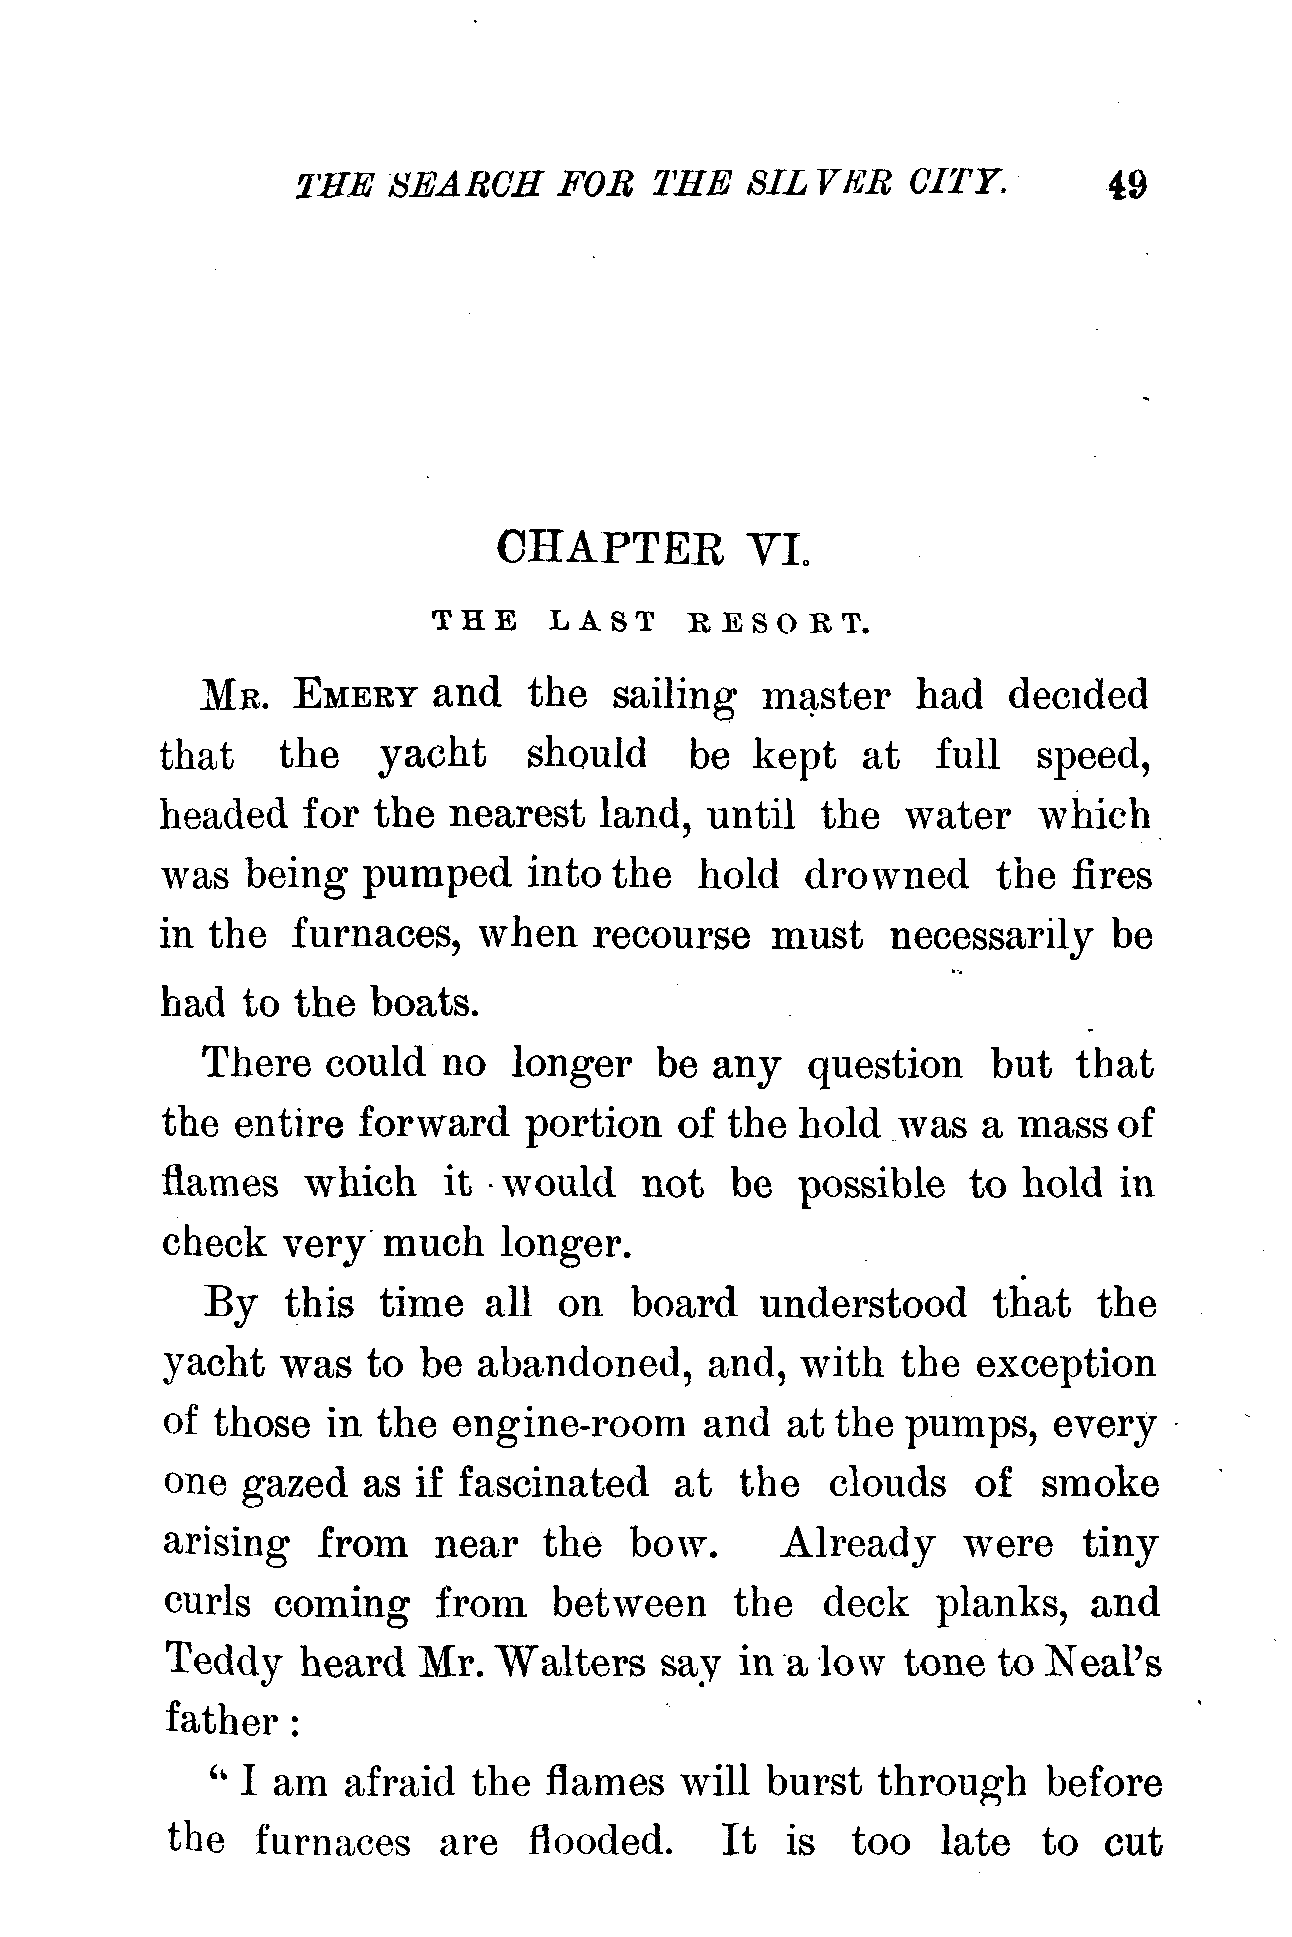 THE SEARCH FOR THE SILVER CITY. 49
CHAPTER VI.
THE LAST RESORT.
MR. EMERY and the sailing master had decided
that the yacht should be kept at full speed,
headed for the nearest land, until the water which
was being pumped into the hold drowned the fires
in the furnaces, when recourse must necessarily be
had to the boats.
There could no longer be any question but that
the entire forward portion of the hold was a mass of
flames which it would not be possible to hold in
check very much longer.
By this time all on board understood that the
yacht was to be abandoned, and, with the exception
of those in the engine-room and at the pumps, every
one gazed as if fascinated at the clouds of smoke
arising from near the bow. Already were tiny
curls coming from between the deck planks, and
Teddy heard Mr. Walters say in a low tone to Neal's
father:
“ I am afraid the flames will burst through before
the furnaces are flooded. It is too late to cut